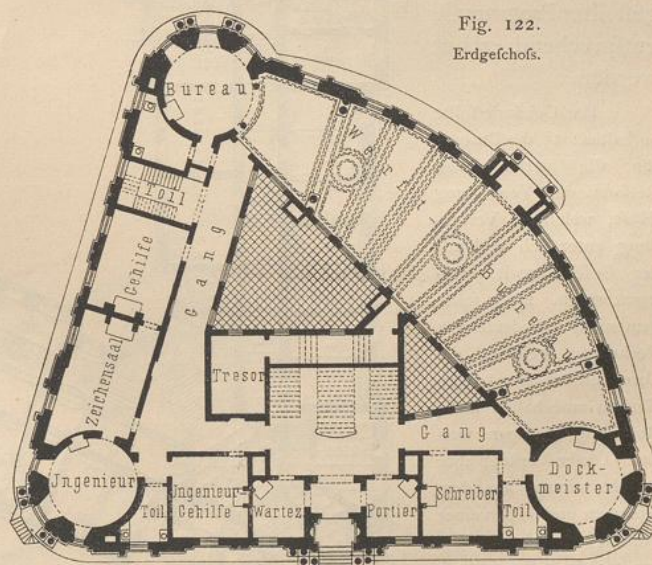 Fig. 122.
Erdgeſchoſs.
Bureau
Toil
Gehilfe
Gang
Zeichensaal
Tresor
Gang
Jngenieur
Toil.
Jngenieur-
Gehilfe
Wartez
Portier
Schreiber
Toil
Dock-
meister